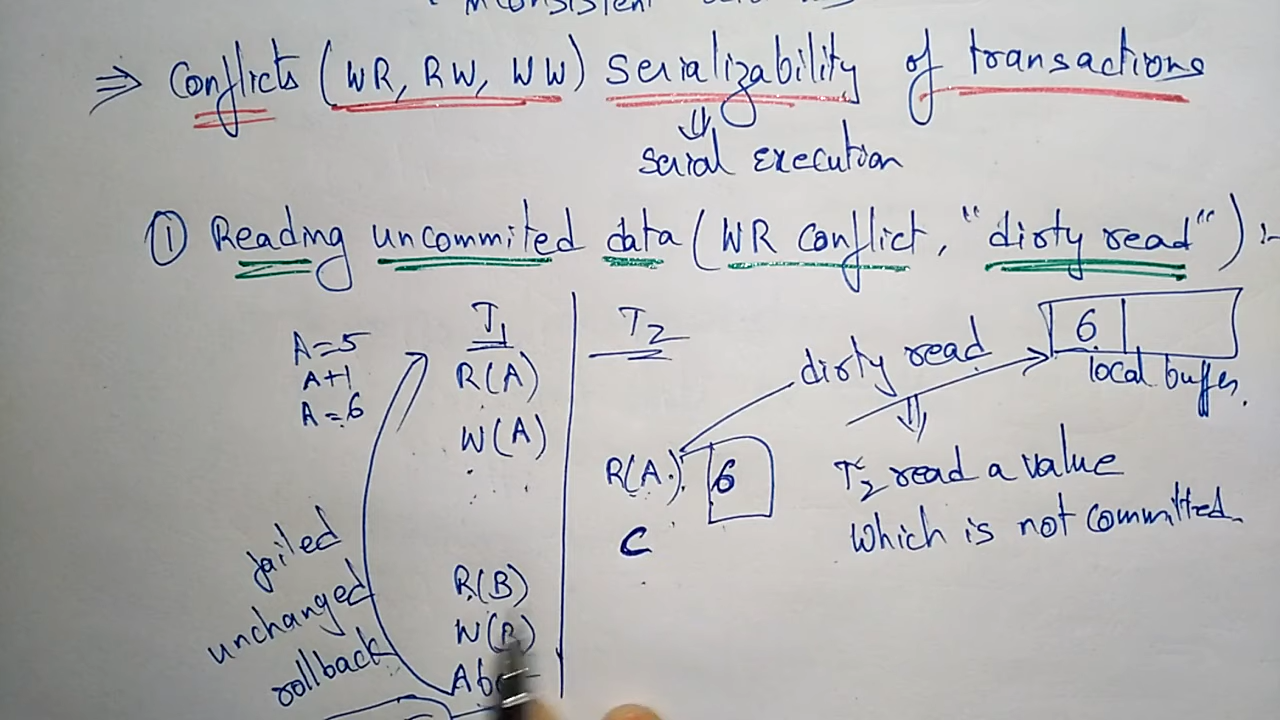 inconsistent
⇒ Conflicts (WR, RW, WW) Serializability of transactions
⇓
serial execution
① Reading uncommited data (WR conflict, "dirty read") :-
T1
T2
A=5
A+1
A=6
R(A)
W(A)
R(A) 6
C
R(B)
W(B)
failed
unchanged
rollback
dirty read
6
local buffer.
⇓
T2 read a value
which is not committed.